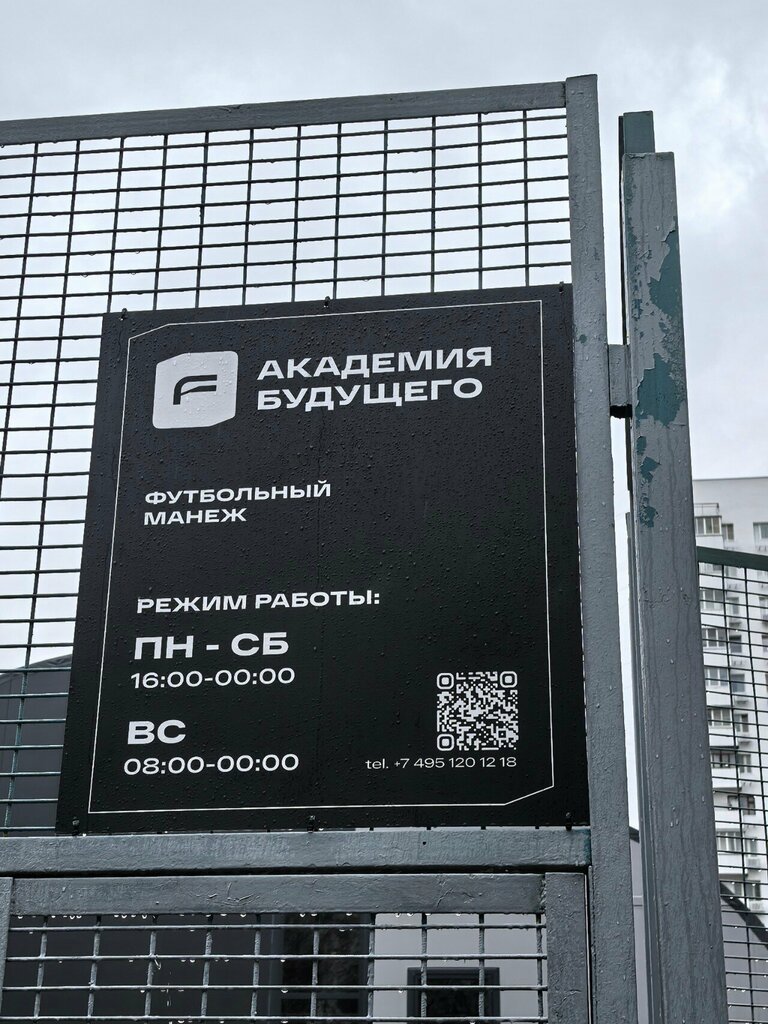 АКАДЕМИЯ
БУДУЩЕГО
ФУТБОЛЬНЫЙ
МАНЕЖ
РЕЖИМ РАБОТЫ:
ПН - СБ
16:00-00:00
ВС
08:00-00:00
tel. +7 495 120 12 18